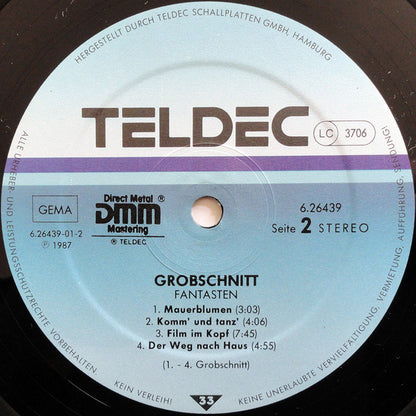 HERGESTELLT DURCH TELDEC SCHALLPLATTEN GMBH, HAMBURG
TELDEC
LC 3706
GEMA
6.26439-01-2
℗ 1987
Direct Metal ®
DMM
Mastering
® TELDEC
6.26439
Seite 2 STEREO
GROBSCHNITT
FANTASTEN
1. Mauerblumen (3:03)
2. Komm' und tanz' (4:06)
3. Film im Kopf (7:45)
4. Der Weg nach Haus (4:55)
(1. - 4. Grobschnitt)
33
ALLE URHEBER- UND LEISTUNGSSCHUTZRECHTE VORBEHALTEN
KEIN VERLEIH! KEINE UNERLAUBTE VERVIELFÄLTIGUNG, VERMIETUNG, AUFFÜHRUNG, SENDUNG!